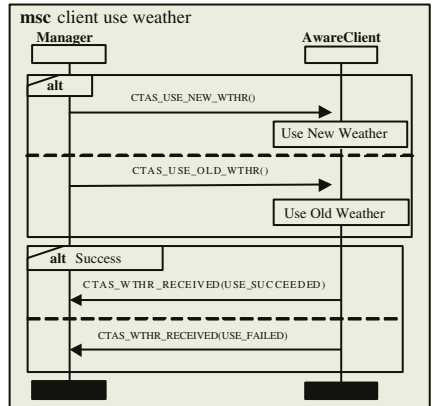 msc client use weather
Manager AwareClient
alt
CTAS_USE_NEW_WTHR()
Use New Weather
CTAS_USE_OLD_WTHR()
Use Old Weather
alt Success
CTAS_WTHR_RECEIVED(USE_SUCCEEDED)
CTAS_WTHR_RECEIVED(USE_FAILED)